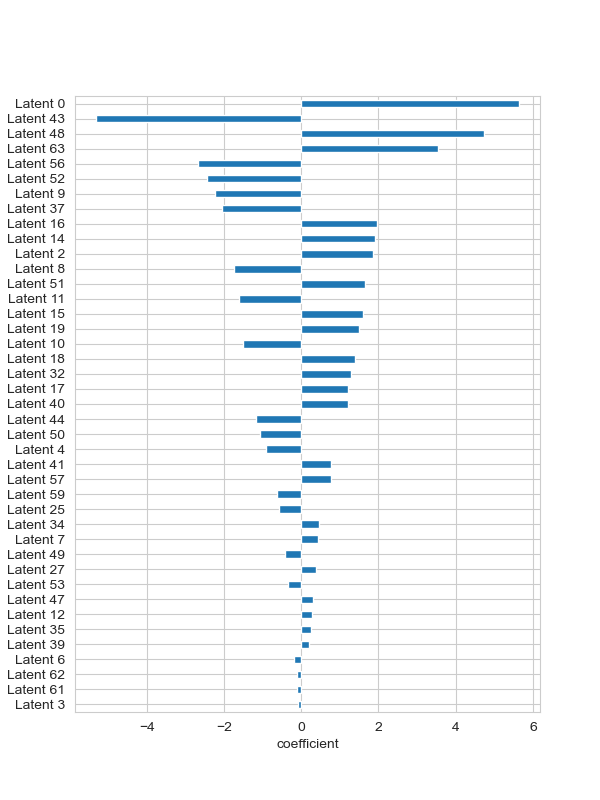 Latent 0
Latent 43
Latent 48
Latent 63
Latent 56
Latent 52
Latent 9
Latent 37
Latent 16
Latent 14
Latent 2
Latent 8
Latent 51
Latent 11
Latent 15
Latent 19
Latent 10
Latent 18
Latent 32
Latent 17
Latent 40
Latent 44
Latent 50
Latent 4
Latent 41
Latent 57
Latent 59
Latent 25
Latent 34
Latent 7
Latent 49
Latent 27
Latent 53
Latent 47
Latent 12
Latent 35
Latent 39
Latent 6
Latent 62
Latent 61
Latent 3
−4 −2 0 2 4 6
coefficient